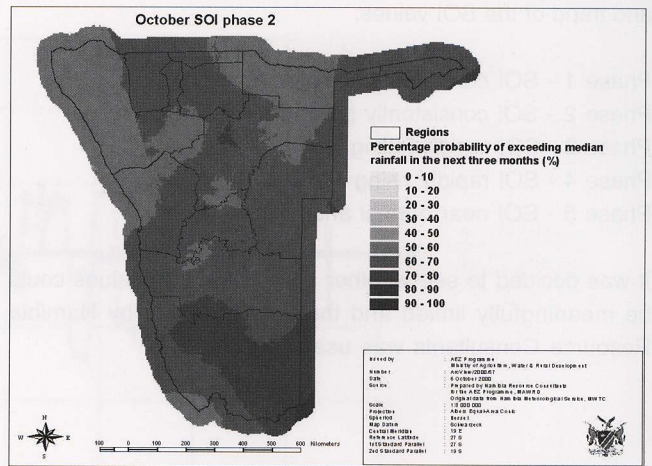 October SOI phase 2
Regions
Percentage probability of exceeding median
rainfall in the next three months (%)
0 - 10
10 - 20
20 - 30
30 - 40
40 - 50
50 - 60
60 - 70
70 - 80
80 - 90
90 - 100
Issued by : AEZ Programme
Ministry of Agriculture, Water & Rural Development
Number : ArcView/2000/67
Date : 6 October 2000
Source : Prepared by Namibia Resource Consultants
for the AEZ Programme, MAWRD
Original data from Namibia Meteorological Service, MWTC
Scale
Projection : Albers Equal-Area Conic
Spheroid : Bessel
Map Datum : Schwarzeck
Central Meridian : 19 E
Reference Latitude : 27 S
1st Standard Parallel : 27 S
2nd Standard Parallel : 19 S
N
W E
S
100 0 100 200 300 400 500 600 Kilometers